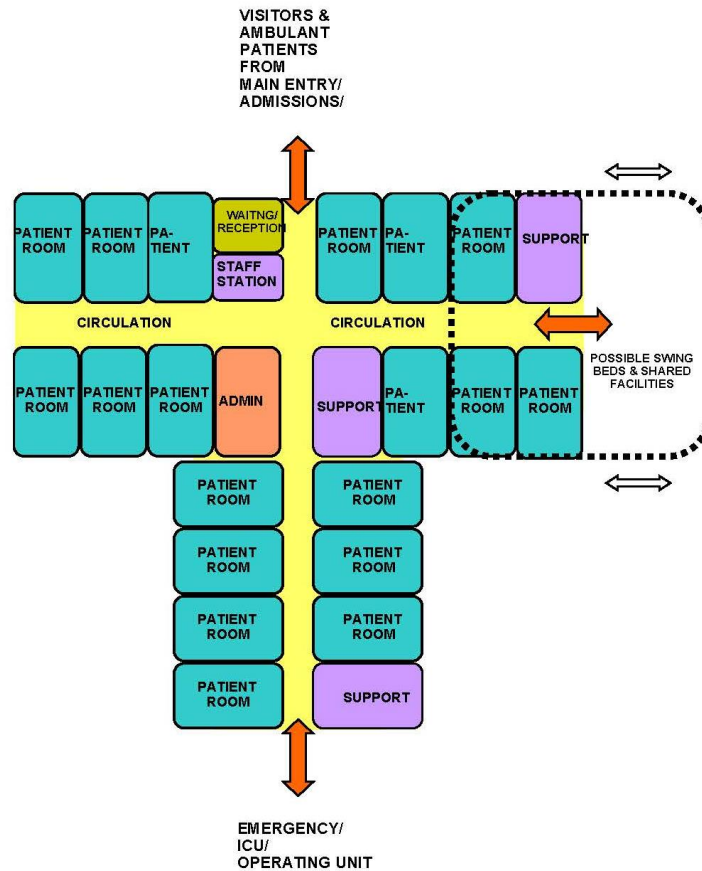 VISITORS &
AMBULANT
PATIENTS
FROM
MAIN ENTRY/
ADMISSIONS/
PATIENT
ROOM
PATIENT
ROOM
PA-
TIENT
WAITNG/
RECEPTION
STAFF
STATION
PATIENT
ROOM
PA-
TIENT
PATIENT
ROOM
SUPPORT
CIRCULATION
CIRCULATION
POSSIBLE SWING
BEDS & SHARED
FACILITIES
PATIENT
ROOM
PATIENT
ROOM
PATIENT
ROOM
ADMIN
SUPPORT
PA-
TIENT
PATIENT
ROOM
PATIENT
ROOM
PATIENT
ROOM
PATIENT
ROOM
PATIENT
ROOM
PATIENT
ROOM
PATIENT
ROOM
PATIENT
ROOM
PATIENT
ROOM
SUPPORT
EMERGENCY/
ICU/
OPERATING UNIT